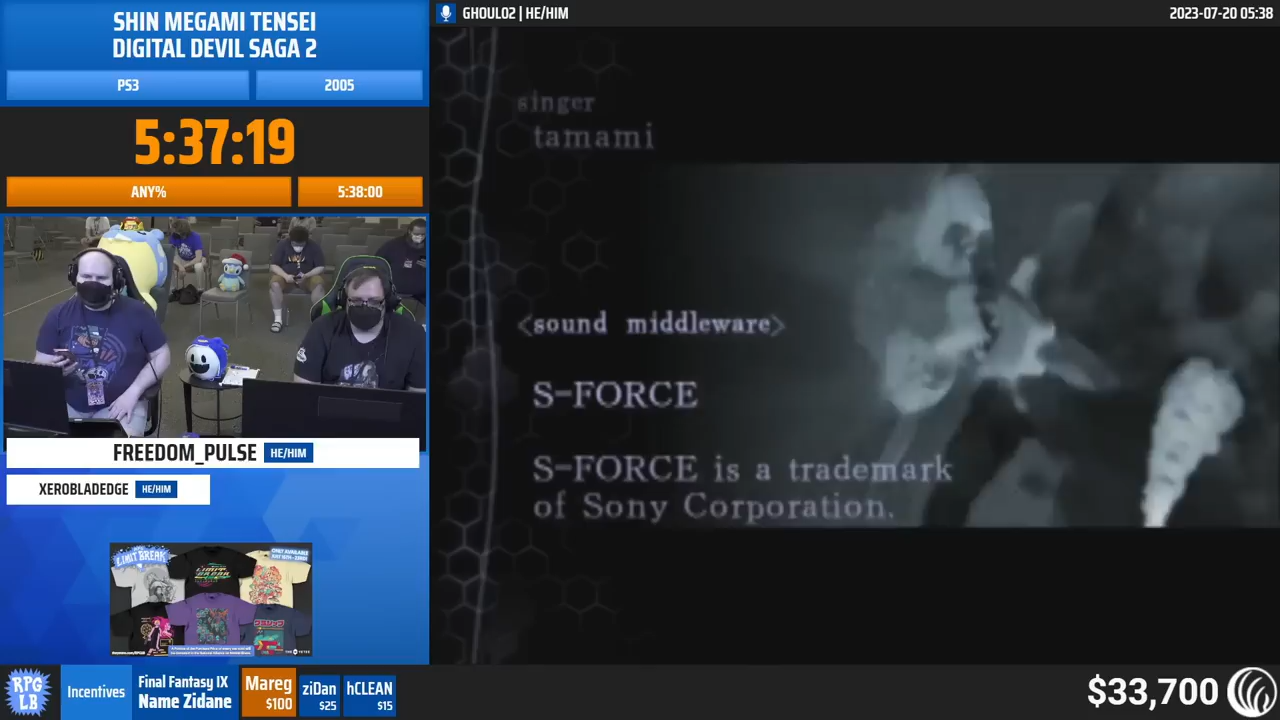 SHIN MEGAMI TENSEI
DIGITAL DEVIL SAGA 2
PS3
2005
5:37:19
ANY%
5:38:00
FREEDOM_PULSE HE/HIM
XEROBLADEDGE HE/HIM
LIMIT BREAK
GHOUL02 | HE/HIM
2023-07-20 05:38
singer
tamami
<sound middleware>
S-FORCE
S-FORCE is a trademark
of Sony Corporation.
RPG
LB
Incentives
Final Fantasy IX
Name Zidane
Mareg
$100
ziDan
$25
hCLEAN
$15
$33,700